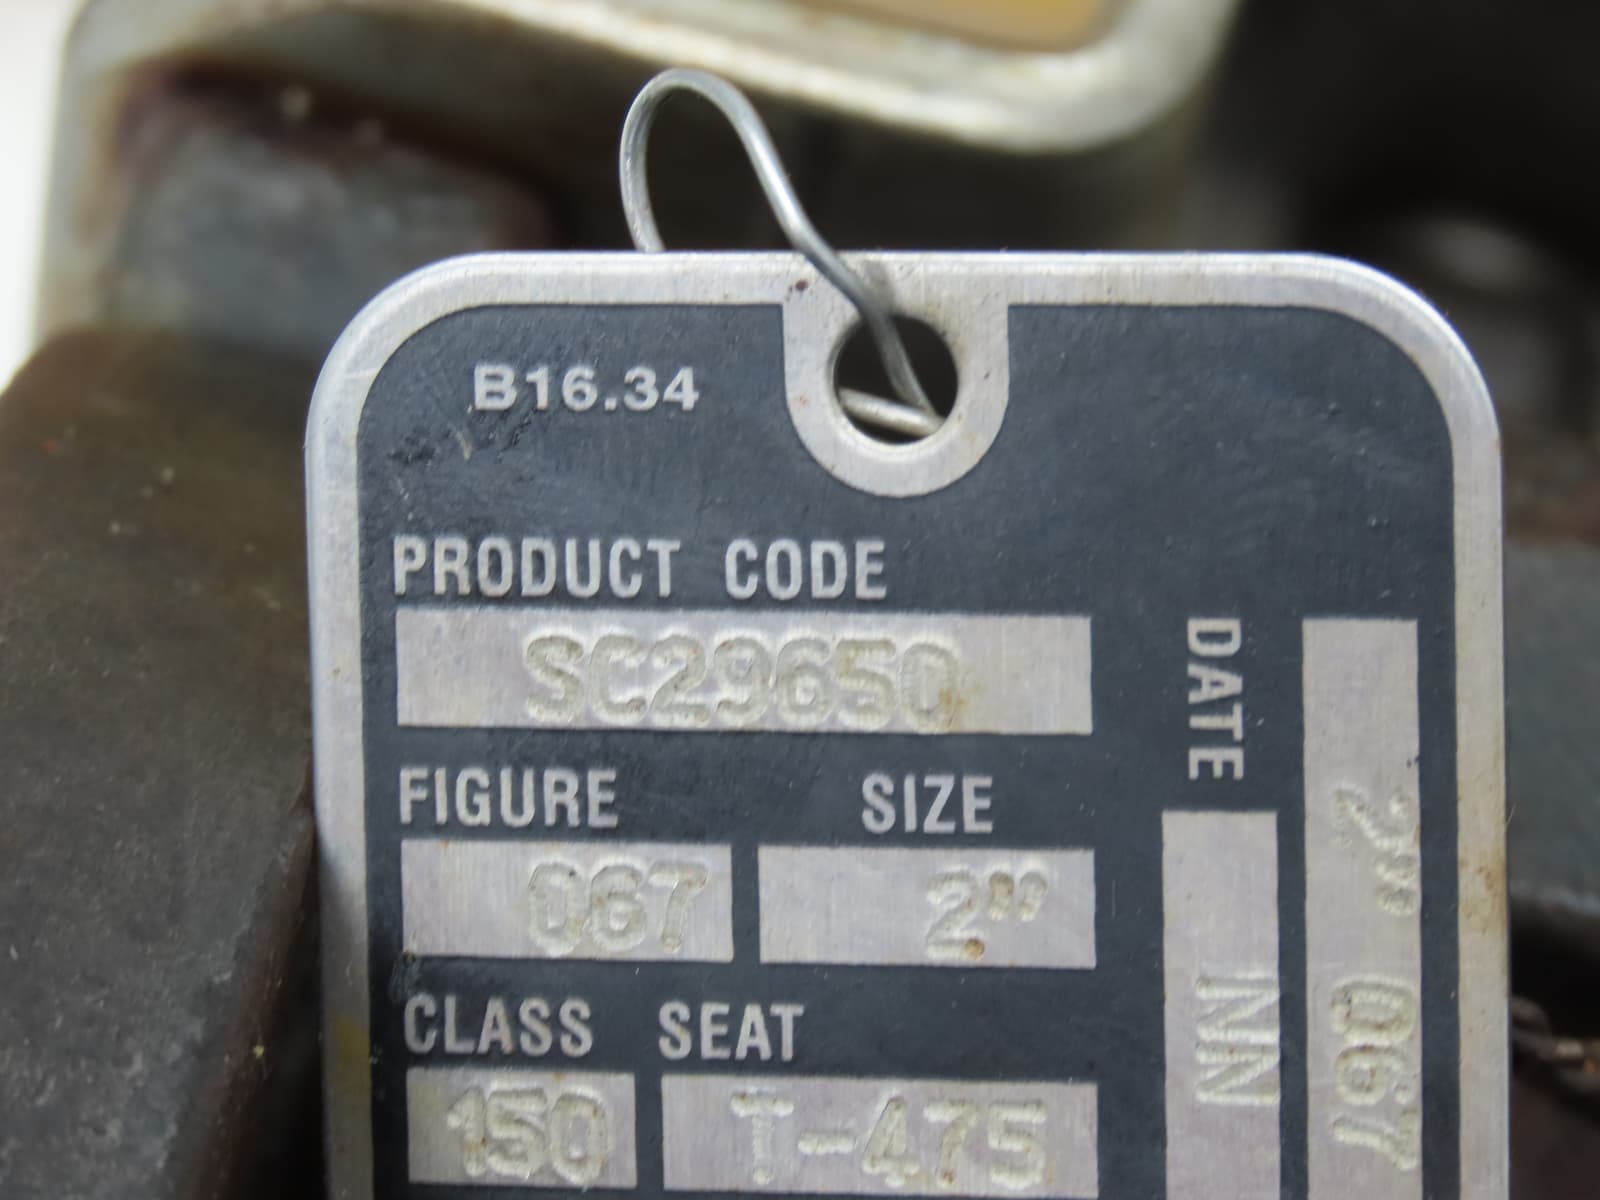 B16.34
PRODUCT CODE
SC29650
FIGURE SIZE
067 2"
CLASS SEAT
150 T-475
DATE
NN
2" 067